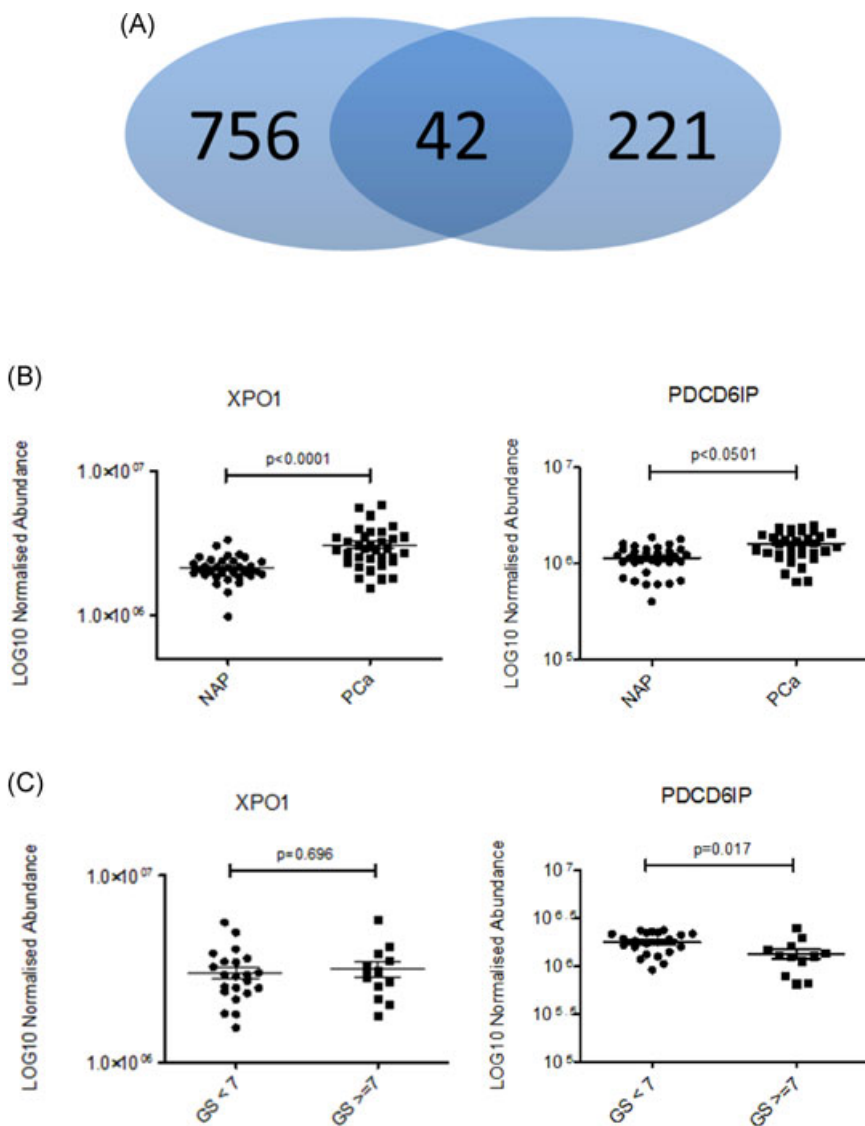 (A)
756 42 221
(B)
XPO1
LOG10 Normalised Abundance
1.0×10⁰⁷
1.0×10⁰⁶
p<0.0001
NAP
PCa
PDCD6IP
LOG10 Normalised Abundance
10⁷
10⁶
10⁵
p<0.0501
NAP
PCa
(C)
XPO1
LOG10 Normalised Abundance
1.0×10⁰⁷
1.0×10⁰⁶
p=0.696
GS < 7
GS >=7
PDCD6IP
LOG10 Normalised Abundance
10⁷
10⁶·⁵
10⁶
10⁵·⁵
10⁵
p=0.017
GS < 7
GS >=7